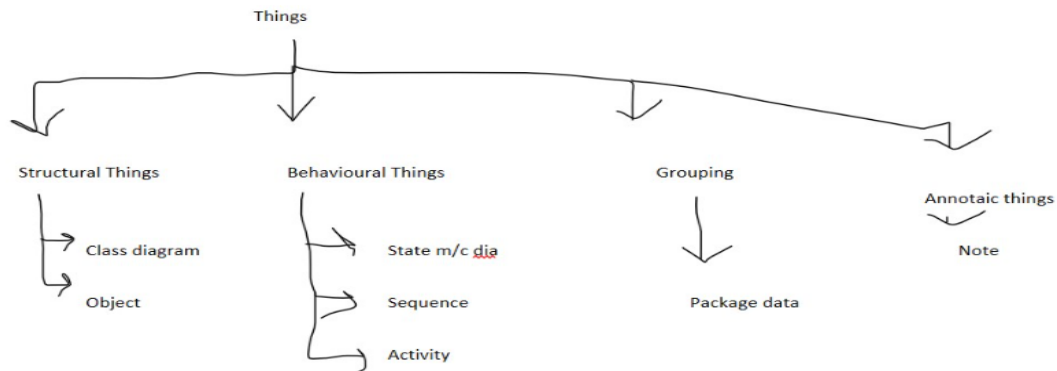 Things
Structural Things
Behavioural Things
Grouping
Annotaic things
Class diagram
State m/c dia
Note
Object
Sequence
Package data
Activity